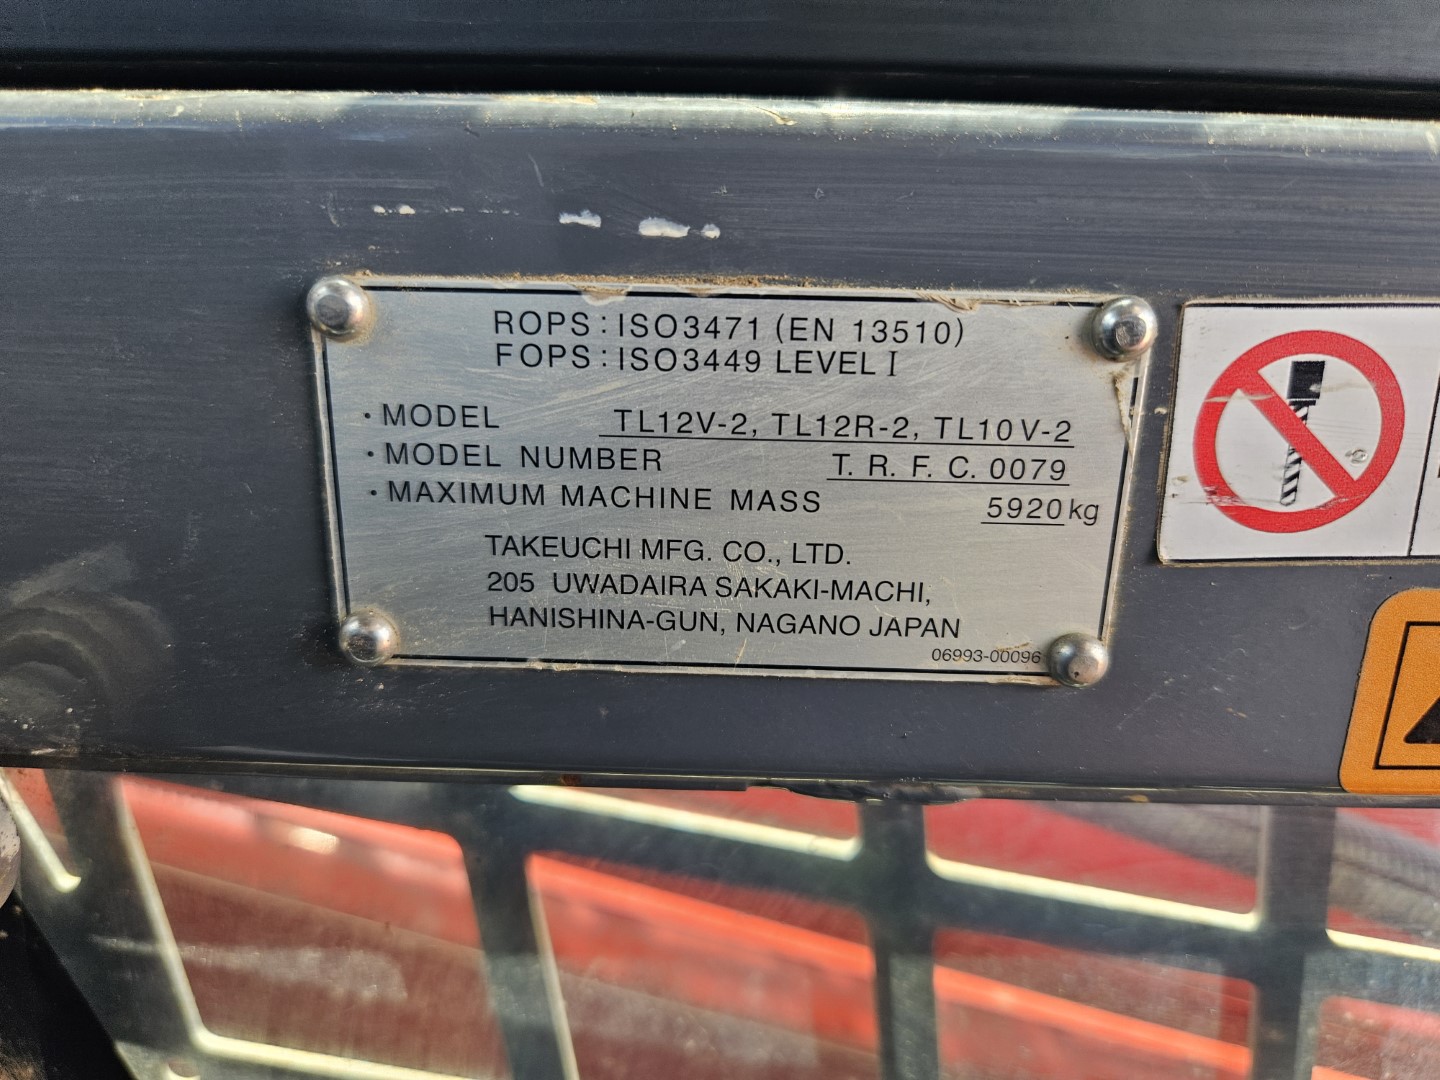 ROPS : ISO3471 (EN 13510)
FOPS : ISO3449 LEVEL I
・MODEL TL12V-2, TL12R-2, TL10V-2
・MODEL NUMBER T. R. F. C. 0079
・MAXIMUM MACHINE MASS 5920 kg
TAKEUCHI MFG. CO., LTD.
205 UWADAIRA SAKAKI-MACHI,
HANISHINA-GUN, NAGANO JAPAN
06993-00096